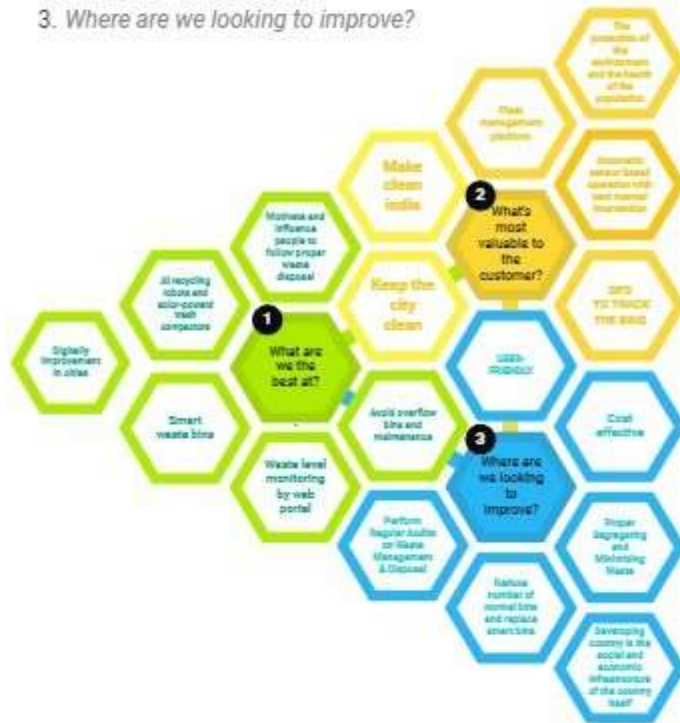 3. Where are we looking to improve?
The
protection of
the
environment
and the health
of the
population
Fleet
management
platform
Make
clean
india
Automatic
sensor based
operation with
zero manual
intervention
2
What's
most
valuable to
the
customer?
Motivate and
influence
people to
follow proper
waste
disposal
Keep the
city
clean
AI recycling
robots and
solar-powered
trash
compactors
GPS
TO TRACK
THE BINS
1
What are
we the
best at?
Digitally
improvement
in cities
USER-
FRIENDLY
Smart
waste bins
Avoid overflow
bins and
maintenance
Cost
effective
3
Where are
we looking
to
improve?
Waste level
monitoring
by web
portal
Perform
Regular Audits
on Waste
Management
& Disposal
Proper
Segregating
and
Minimizing
Waste
Reduce
number of
normal bins
and replace
smart bins
Developing
country is the
social and
economic
infrastructure
of the country
itself